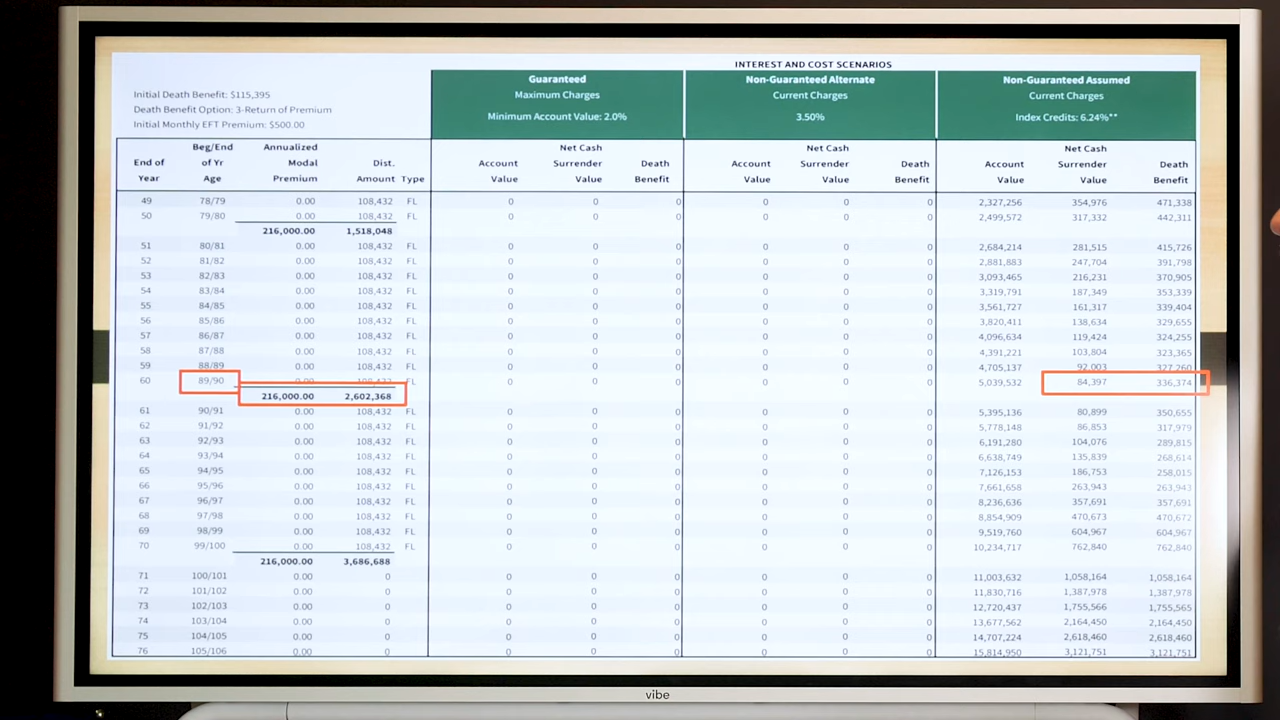 INTEREST AND COST SCENARIOS
Initial Death Benefit: $115,395
Death Benefit Option: 3-Return of Premium
Initial Monthly EFT Premium: $500.00
Guaranteed
Maximum Charges
Minimum Account Value: 2.0%
Non-Guaranteed Alternate
Current Charges
3.50%
Non-Guaranteed Assumed
Current Charges
Index Credits: 6.24%**
Beg/End Annualized Net Cash Net Cash Net Cash
End of of Yr Modal Dist. Account Surrender Death Account Surrender Death Account Surrender Death
Year Age Premium Amount Type Value Value Benefit Value Value Benefit Value Value Benefit
49 78/79 0.00 108,432 FL 0 0 0 0 0 0 2,327,256 354,976 471,338
50 79/80 0.00 108,432 FL 0 0 0 0 0 0 2,499,572 317,332 442,311
216,000.00 1,518,048
51 80/81 0.00 108,432 FL 0 0 0 0 0 0 2,684,214 281,515 415,726
52 81/82 0.00 108,432 FL 0 0 0 0 0 0 2,881,883 247,704 391,798
53 82/83 0.00 108,432 FL 0 0 0 0 0 0 3,093,465 216,231 370,905
54 83/84 0.00 108,432 FL 0 0 0 0 0 0 3,319,791 187,349 353,339
55 84/85 0.00 108,432 FL 0 0 0 0 0 0 3,561,727 161,317 339,404
56 85/86 0.00 108,432 FL 0 0 0 0 0 0 3,820,411 138,634 329,655
57 86/87 0.00 108,432 FL 0 0 0 0 0 0 4,096,634 119,424 324,255
58 87/88 0.00 108,432 FL 0 0 0 0 0 0 4,391,221 103,804 323,365
59 88/89 0.00 108,432 FL 0 0 0 0 0 0 4,705,137 92,003 327,260
60 89/90 0.00 108,432 FL 0 0 0 0 0 0 5,039,532 84,397 336,374
216,000.00 2,602,368
61 90/91 0.00 108,432 FL 0 0 0 0 0 0 5,395,136 80,899 350,655
62 91/92 0.00 108,432 FL 0 0 0 0 0 0 5,778,148 86,853 317,979
63 92/93 0.00 108,432 FL 0 0 0 0 0 0 6,191,280 104,076 289,815
64 93/94 0.00 108,432 FL 0 0 0 0 0 0 6,638,749 135,839 268,614
65 94/95 0.00 108,432 FL 0 0 0 0 0 0 7,126,153 186,753 258,015
66 95/96 0.00 108,432 FL 0 0 0 0 0 0 7,661,658 263,943 263,943
67 96/97 0.00 108,432 FL 0 0 0 0 0 0 8,236,636 357,691 357,691
68 97/98 0.00 108,432 FL 0 0 0 0 0 0 8,854,909 470,673 470,672
69 98/99 0.00 108,432 FL 0 0 0 0 0 0 9,519,760 604,967 604,967
70 99/100 0.00 108,432 FL 0 0 0 0 0 0 10,234,717 762,840 762,840
216,000.00 3,686,688
71 100/101 0.00 0 0 0 0 0 0 0 11,003,632 1,058,164 1,058,164
72 101/102 0.00 0 0 0 0 0 0 0 11,830,716 1,387,978 1,387,978
73 102/103 0.00 0 0 0 0 0 0 0 12,720,437 1,755,566 1,755,565
74 103/104 0.00 0 0 0 0 0 0 0 13,677,562 2,164,450 2,164,450
75 104/105 0.00 0 0 0 0 0 0 0 14,707,224 2,618,460 2,618,460
76 105/106 0.00 0 0 0 0 0 0 0 15,814,950 3,121,751 3,121,751
vibe